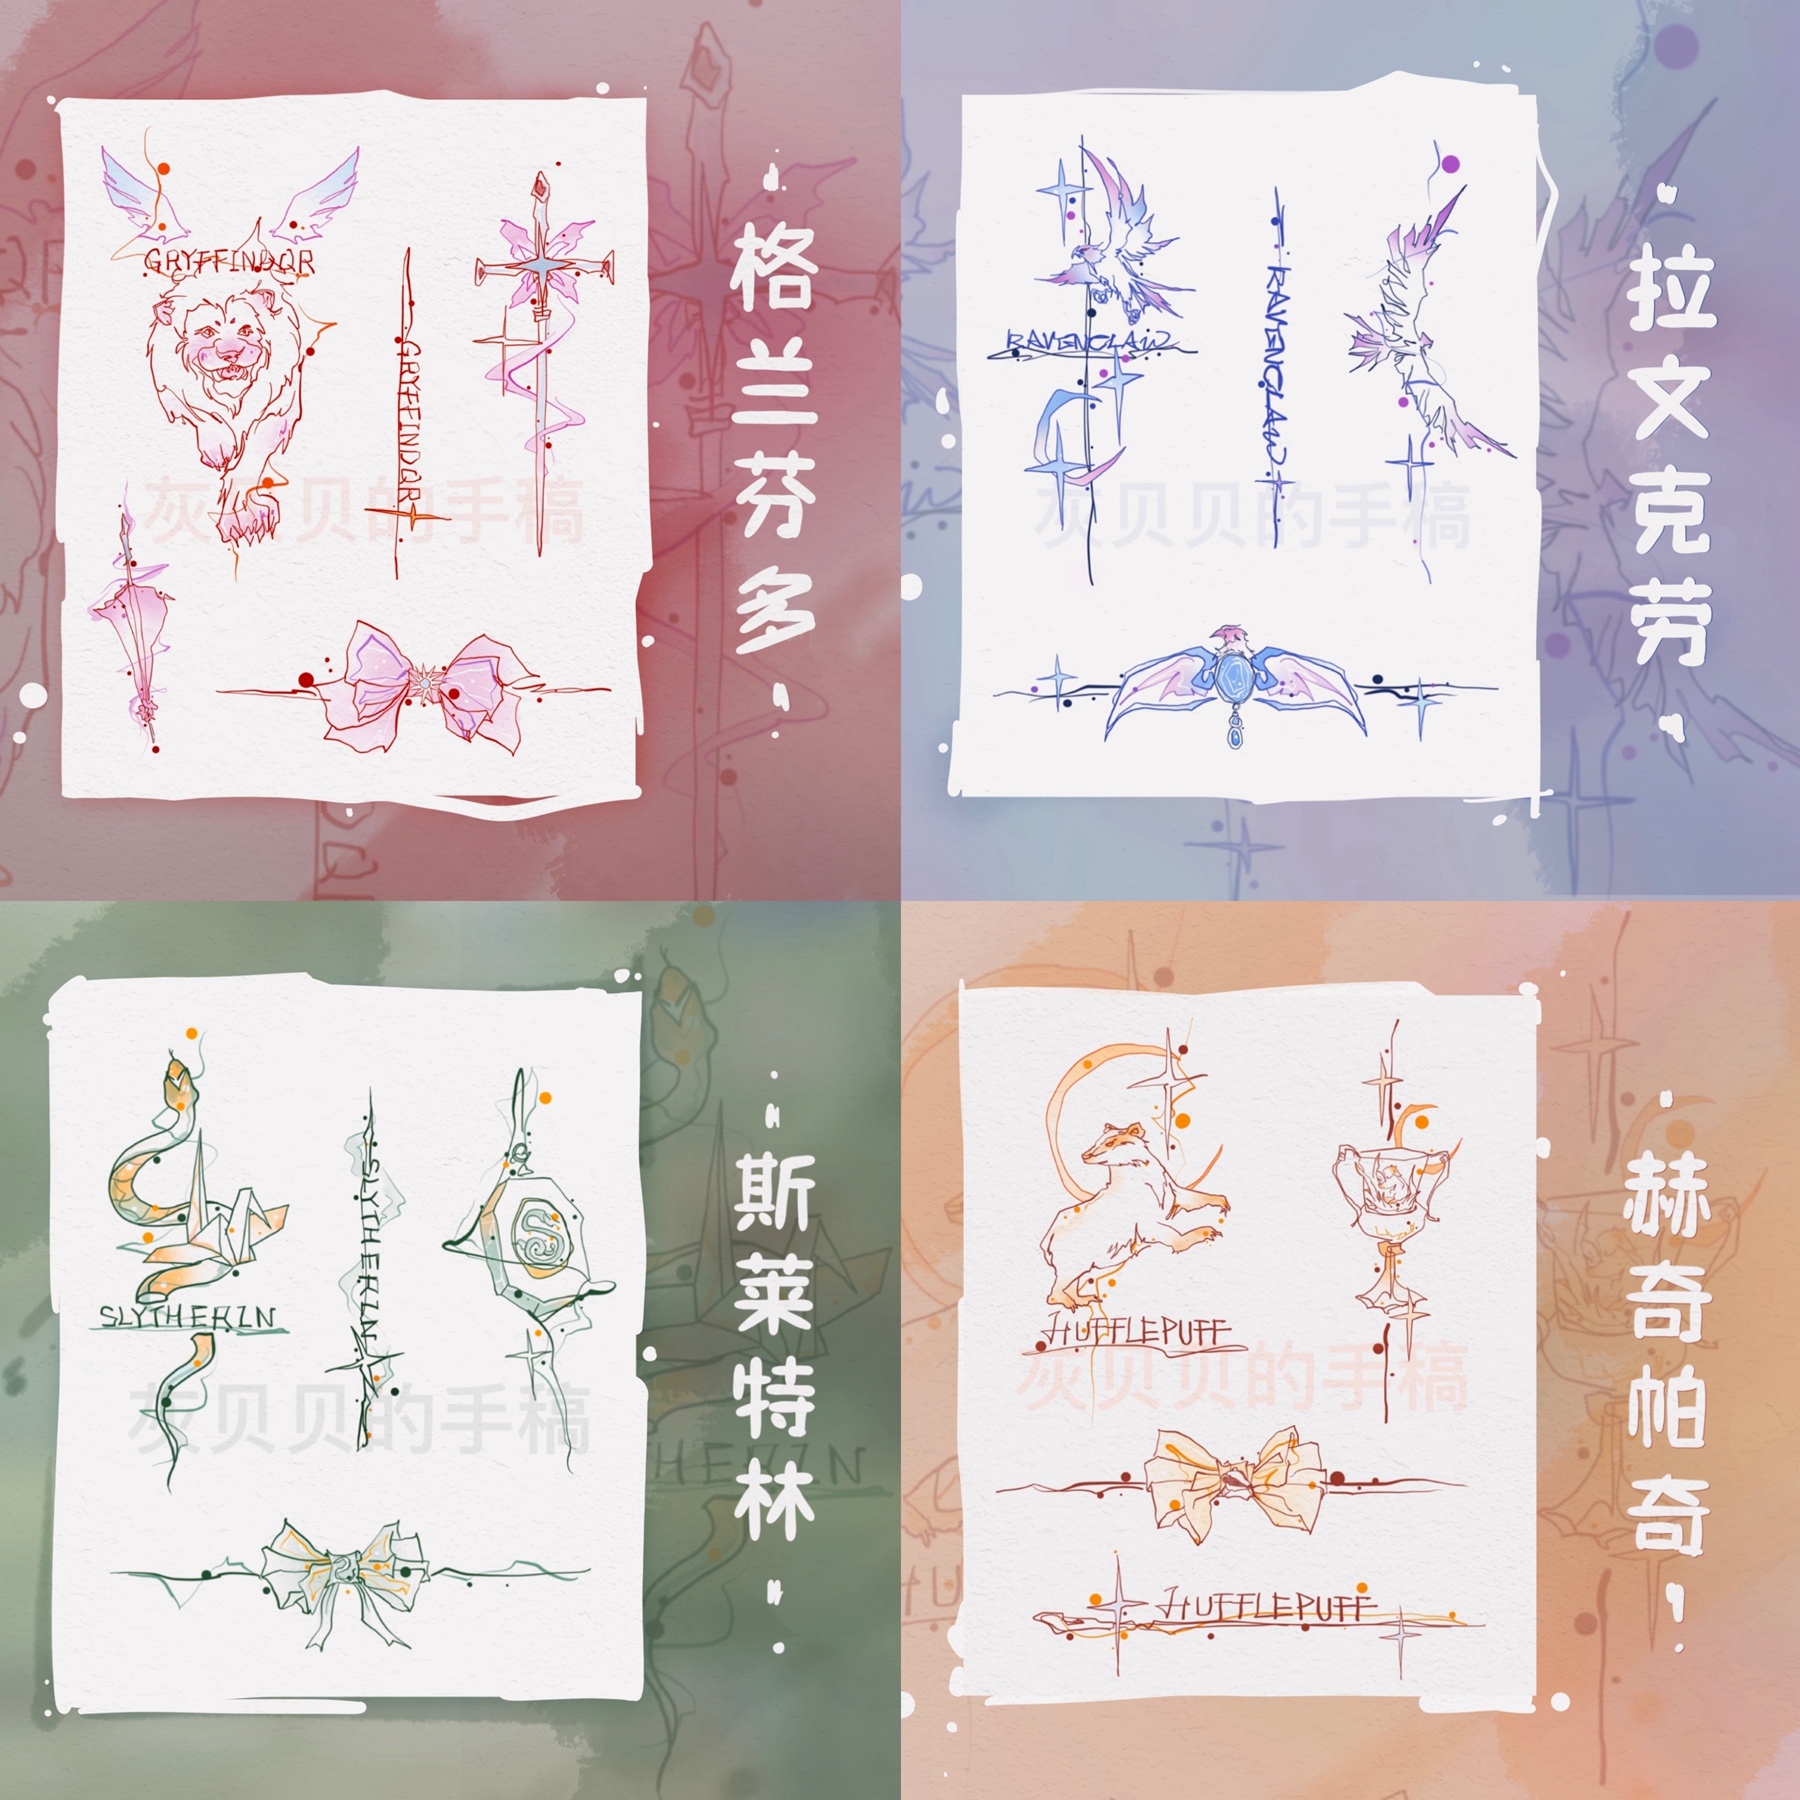 GRYFFINDOR
GRYFFINDOR
灰贝贝的手稿
格兰芬多
RAVENCLAW
RAVENCLAW
灰贝贝的手稿
拉文克劳
SLYTHERIN
SLYTHERIN
灰贝贝的手稿
斯莱特林
HUFFLEPUFF
灰贝贝的手稿
HUFFLEPUFF
赫奇帕奇